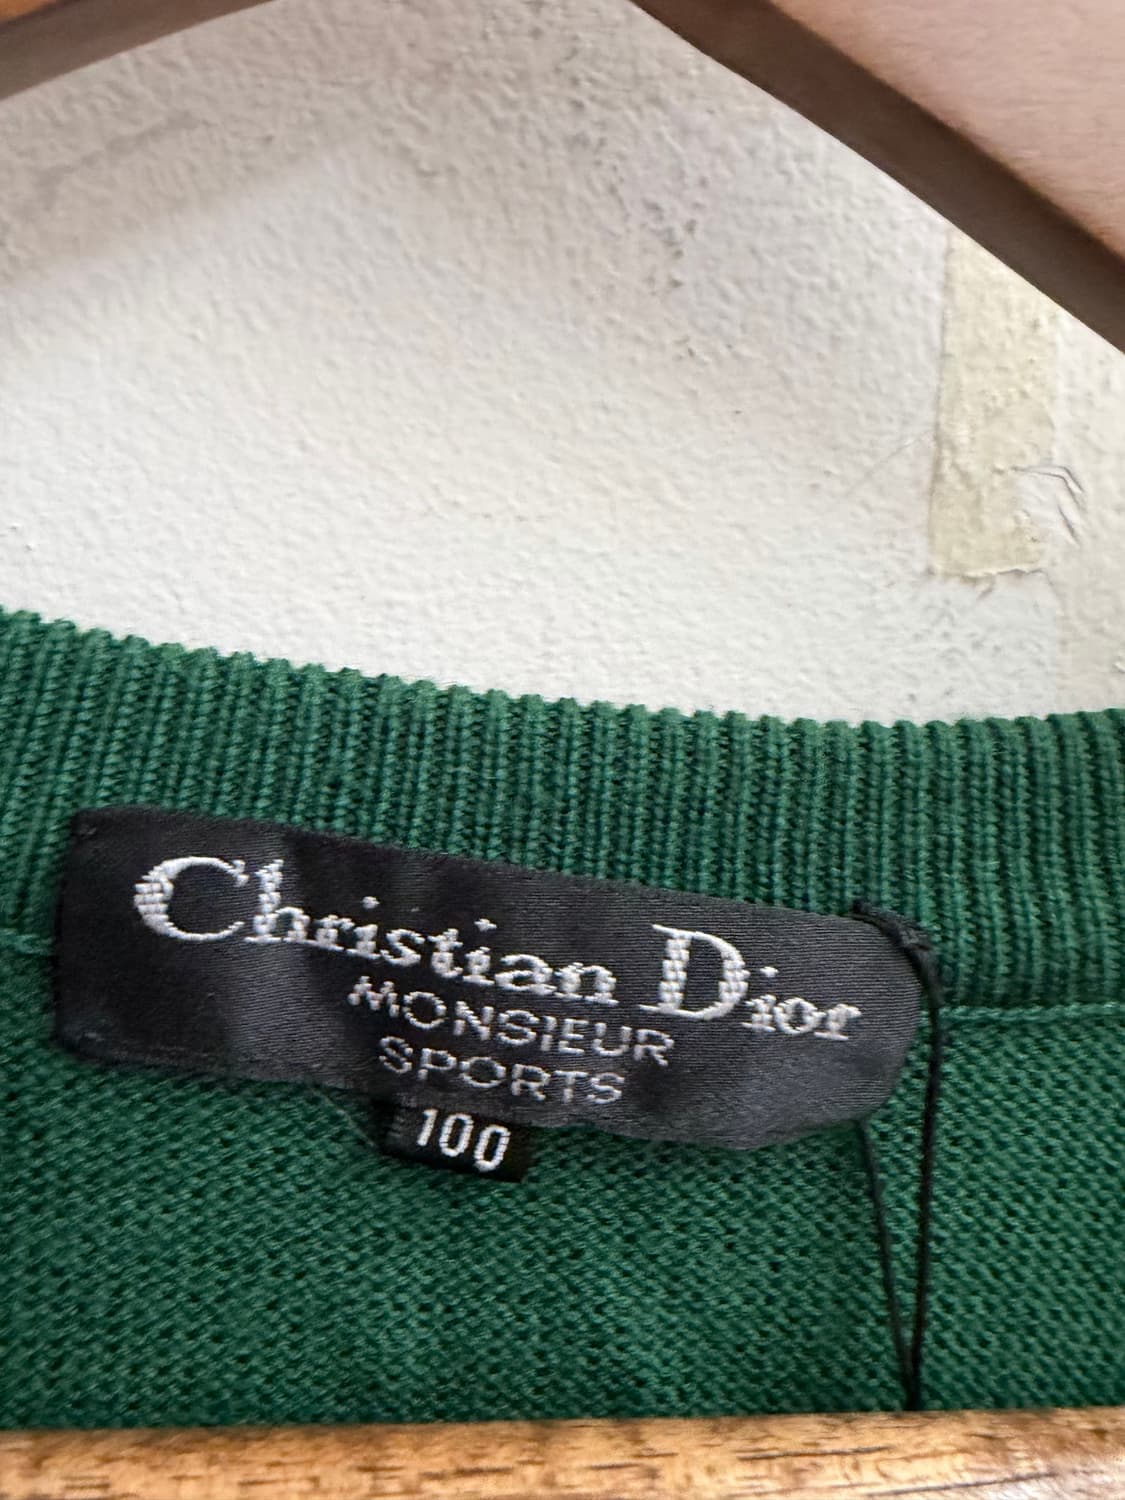 Christian Dior
MONSIEUR
SPORTS
100